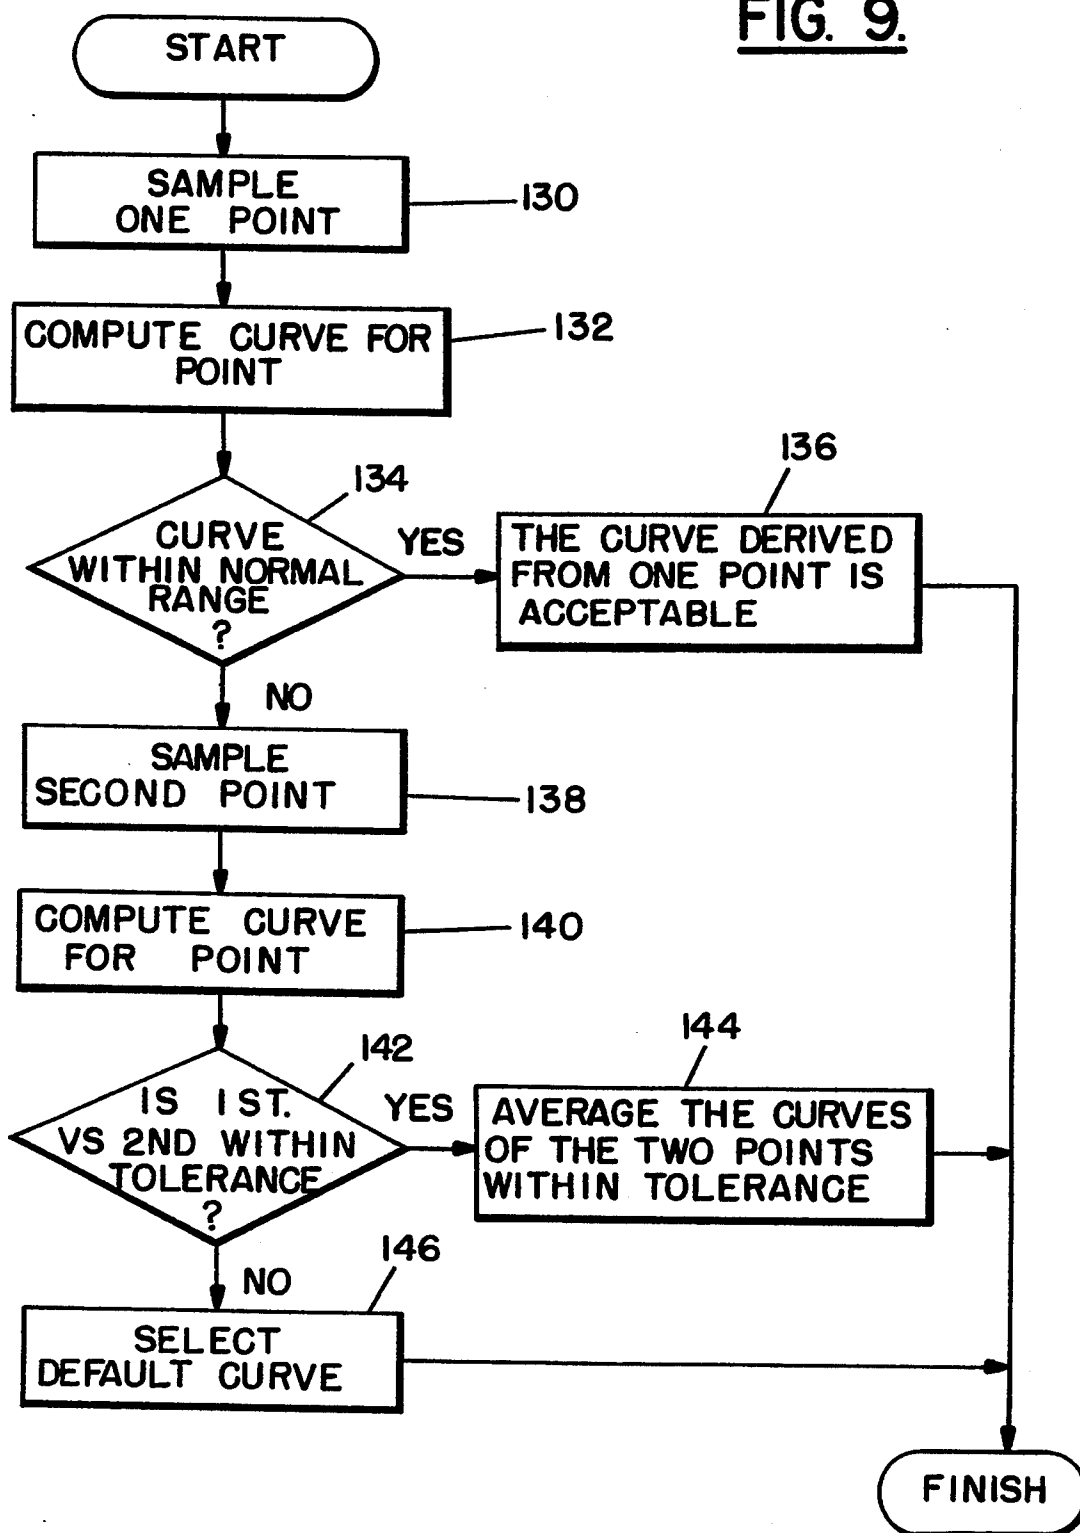 FIG. 9.
START
SAMPLE
ONE POINT
130
COMPUTE CURVE FOR
POINT
132
134
CURVE
WITHIN NORMAL
RANGE
?
YES
136
THE CURVE DERIVED
FROM ONE POINT IS
ACCEPTABLE
NO
SAMPLE
SECOND POINT
138
COMPUTE CURVE
FOR POINT
140
142
IS 1ST.
VS 2ND WITHIN
TOLERANCE
?
YES
144
AVERAGE THE CURVES
OF THE TWO POINTS
WITHIN TOLERANCE
NO
146
SELECT
DEFAULT CURVE
FINISH